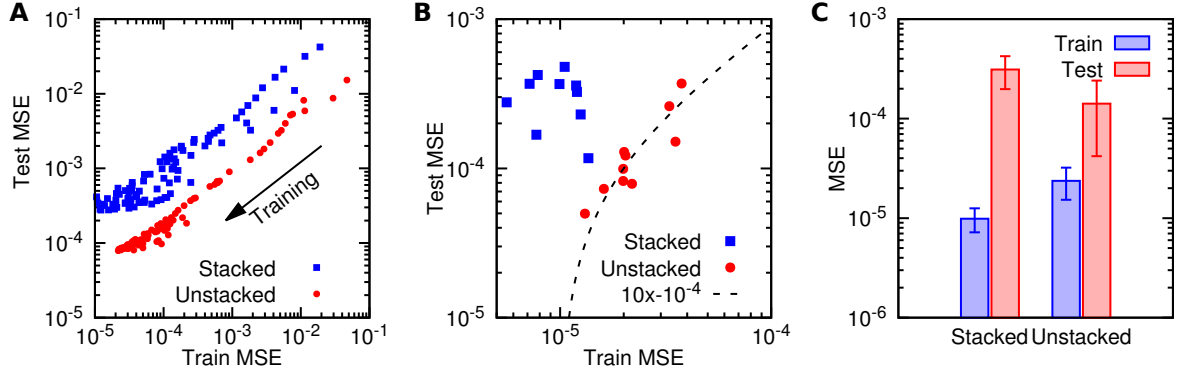 A
Test MSE
10⁻¹
10⁻²
10⁻³
10⁻⁴
10⁻⁵
10⁻⁵ 10⁻⁴ 10⁻³ 10⁻² 10⁻¹
Train MSE
Training
Stacked
Unstacked
B
Test MSE
10⁻³
10⁻⁴
10⁻⁵
10⁻⁵ 10⁻⁴
Train MSE
Stacked
Unstacked
10x-10⁻⁴
C
MSE
10⁻³
10⁻⁴
10⁻⁵
10⁻⁶
Train
Test
Stacked Unstacked